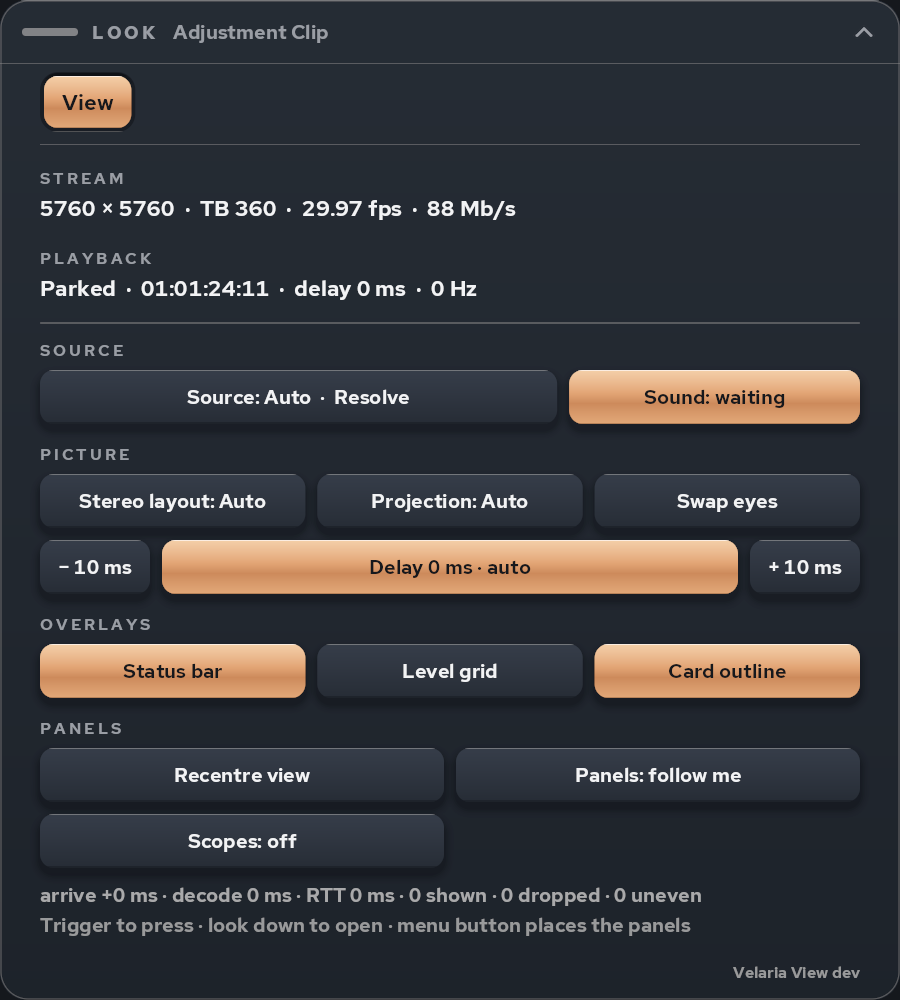 LOOK Adjustment Clip
View
STREAM
5760 × 5760 · TB 360 · 29.97 fps · 88 Mb/s
PLAYBACK
Parked · 01:01:24:11 · delay 0 ms · 0 Hz
SOURCE
Source: Auto · Resolve
Sound: waiting
PICTURE
Stereo layout: Auto
Projection: Auto
Swap eyes
− 10 ms
Delay 0 ms · auto
+ 10 ms
OVERLAYS
Status bar
Level grid
Card outline
PANELS
Recentre view
Panels: follow me
Scopes: off
arrive +0 ms · decode 0 ms · RTT 0 ms · 0 shown · 0 dropped · 0 uneven
Trigger to press · look down to open · menu button places the panels
Velaria View dev